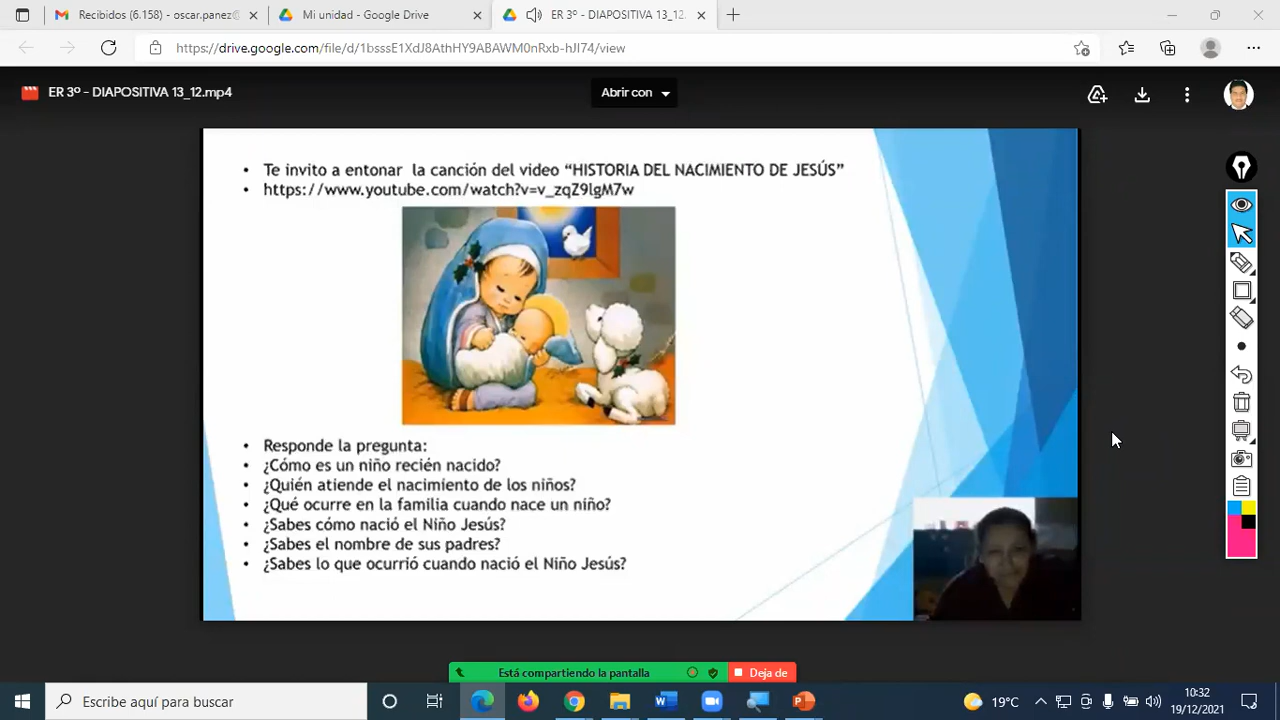 Recibidos (6.158) - oscar.panez@
Mi unidad - Google Drive
ER 3º - DIAPOSITIVA 13_12.
https://drive.google.com/file/d/1bsssE1XdJ8AthHY9ABAWM0nRxb-hJI74/view
ER 3º - DIAPOSITIVA 13_12.mp4
Abrir con
• Te invito a entonar la canción del video “HISTORIA DEL NACIMIENTO DE JESÚS”
• https://www.youtube.com/watch?v=v_zqZ9lgM7w
• Responde la pregunta:
• ¿Cómo es un niño recién nacido?
• ¿Quién atiende el nacimiento de los niños?
• ¿Qué ocurre en la familia cuando nace un niño?
• ¿Sabes cómo nació el Niño Jesús?
• ¿Sabes el nombre de sus padres?
• ¿Sabes lo que ocurrió cuando nació el Niño Jesús?
Está compartiendo la pantalla
Deja de
Escribe aquí para buscar
19°C
10:32
19/12/2021